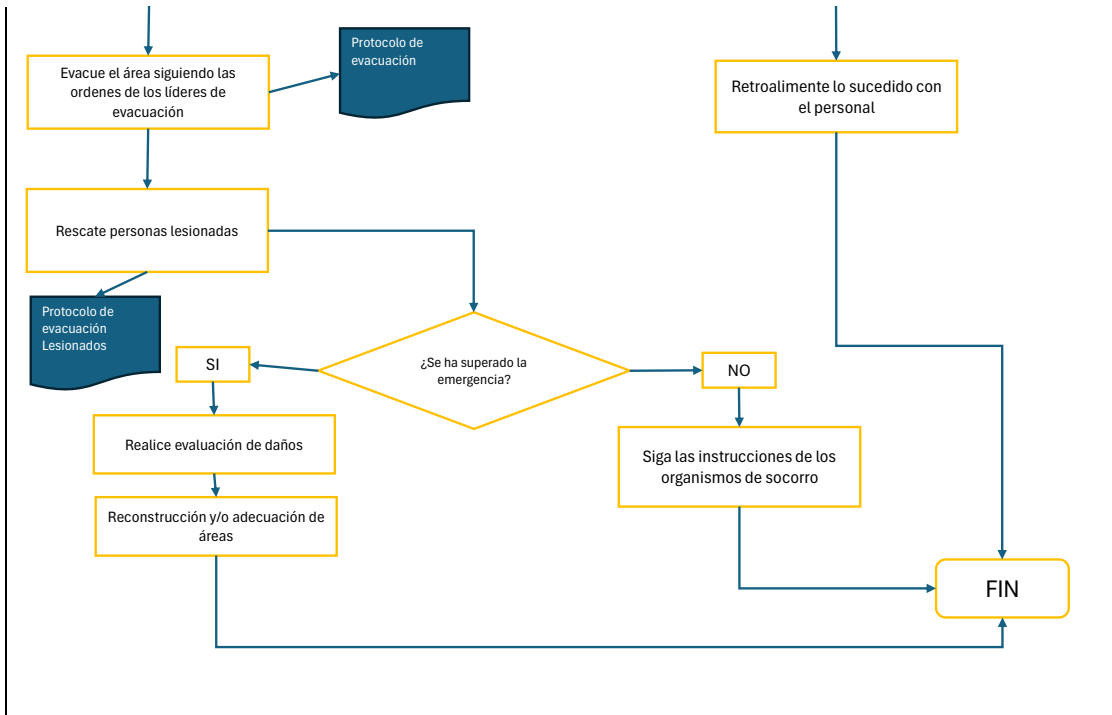 Evacue el área siguiendo las
ordenes de los líderes de
evacuación
Protocolo de
evacuación
Retroalimente lo sucedido con
el personal
Rescate personas lesionadas
Protocolo de
evacuación
Lesionados
¿Se ha superado la
emergencia?
SI
NO
Realice evaluación de daños
Siga las instrucciones de los
organismos de socorro
Reconstrucción y/o adecuación de
áreas
FIN